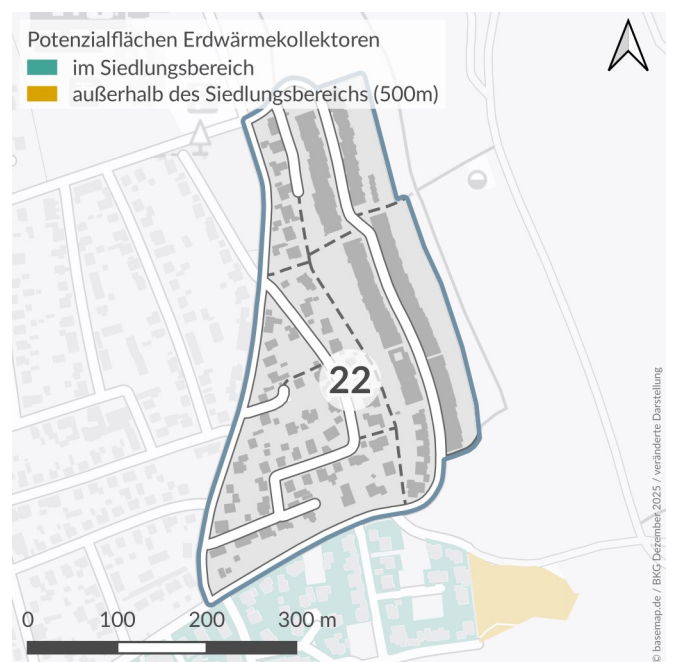 Potenzialflächen Erdwärmekollektoren
im Siedlungsbereich
außerhalb des Siedlungsbereichs (500m)
22
0 100 200 300 m
© basemap.de / BKG Dezember 2025 / veränderte Darstellung